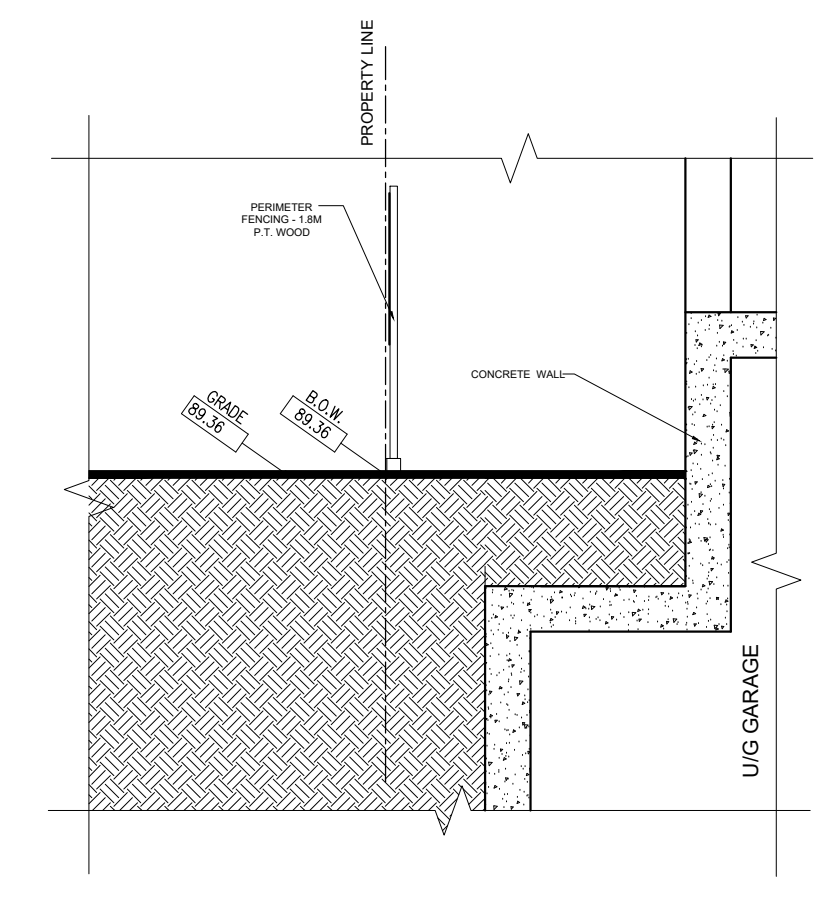 PROPERTY LINE
PERIMETER
FENCING - 1.8M
P.T. WOOD
CONCRETE WALL
GRADE
89.36
B.O.W.
89.36
U/G GARAGE